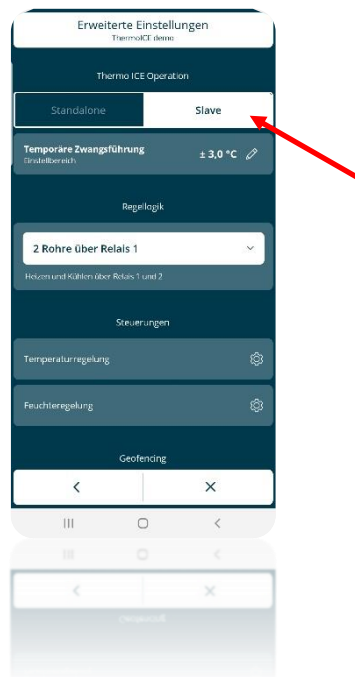 Erweiterte Einstellungen
ThermoICE demo
Thermo ICE Operation
Standalone
Slave
Temporäre Zwangsführung
± 3,0 °C
Einstellbereich
Regellogik
2 Rohre über Relais 1
Heizen und Kühlen über Relais 1 und 2
Steuerungen
Temperaturregelung
Feuchteregelung
Geofencing